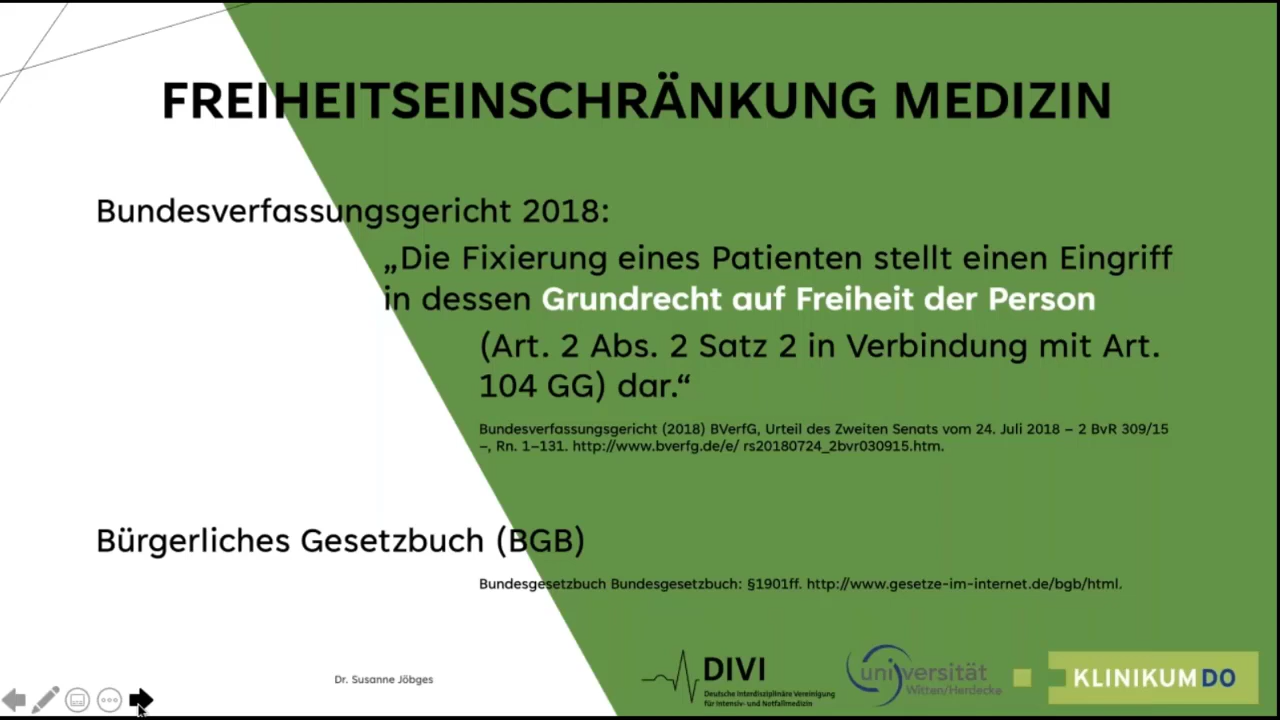 FREIHEITSEINSCHRÄNKUNG MEDIZIN
Bundesverfassungsgericht 2018:
„Die Fixierung eines Patienten stellt einen Eingriff
in dessen Grundrecht auf Freiheit der Person
(Art. 2 Abs. 2 Satz 2 in Verbindung mit Art.
104 GG) dar.“
Bundesverfassungsgericht (2018) BVerfG, Urteil des Zweiten Senats vom 24. Juli 2018 – 2 BvR 309/15
–, Rn. 1–131. http://www.bverfg.de/e/ rs20180724_2bvr030915.htm.
Bürgerliches Gesetzbuch (BGB)
Bundesgesetzbuch Bundesgesetzbuch: §1901ff. http://www.gesetze-im-internet.de/bgb/html.
Dr. Susanne Jöbges
DIVI
Deutsche Interdisziplinäre Vereinigung
für Intensiv- und Notfallmedizin
universität
Witten/Herdecke
KLINIKUMDO